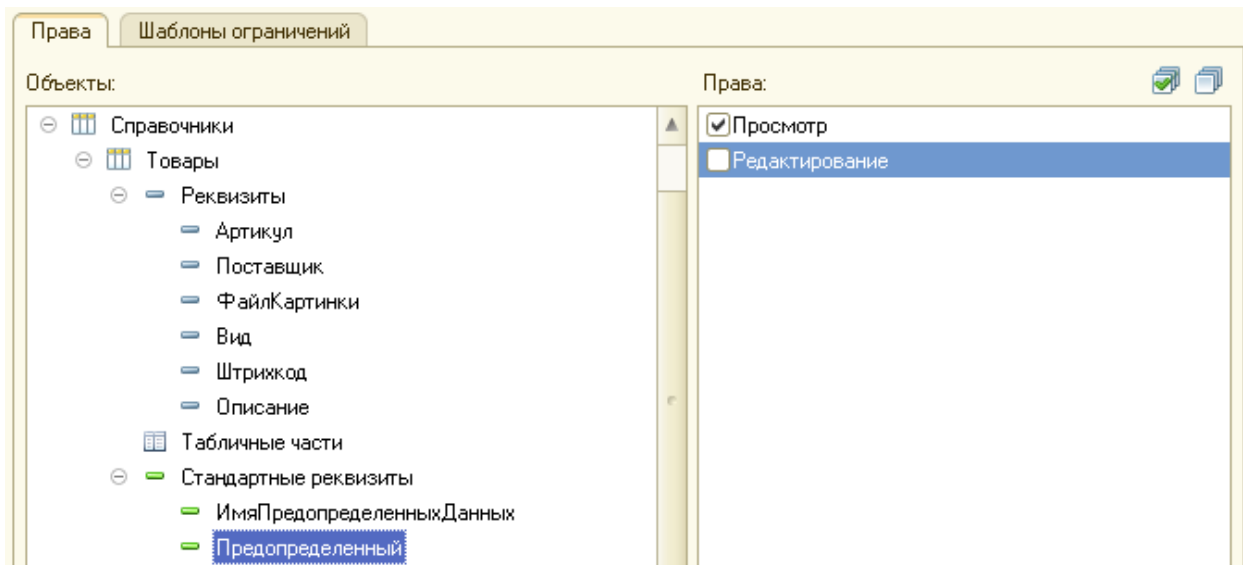 Права Шаблоны ограничений
Объекты: Права:
Справочники Просмотр
Товары Редактирование
Реквизиты
Артикул
Поставщик
ФайлКартинки
Вид
Штрихкод
Описание
Табличные части
Стандартные реквизиты
ИмяПредопределенныхДанных
Предопределенный